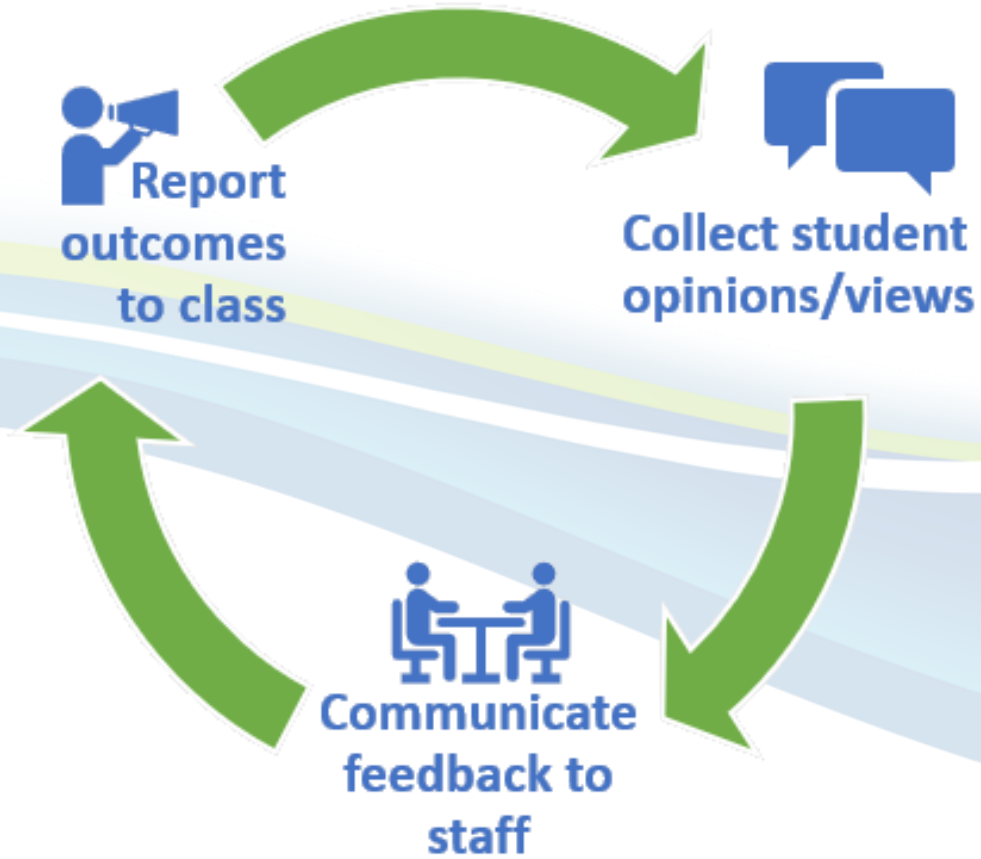 Report
outcomes
to class
Collect student
opinions/views
Communicate
feedback to
staff